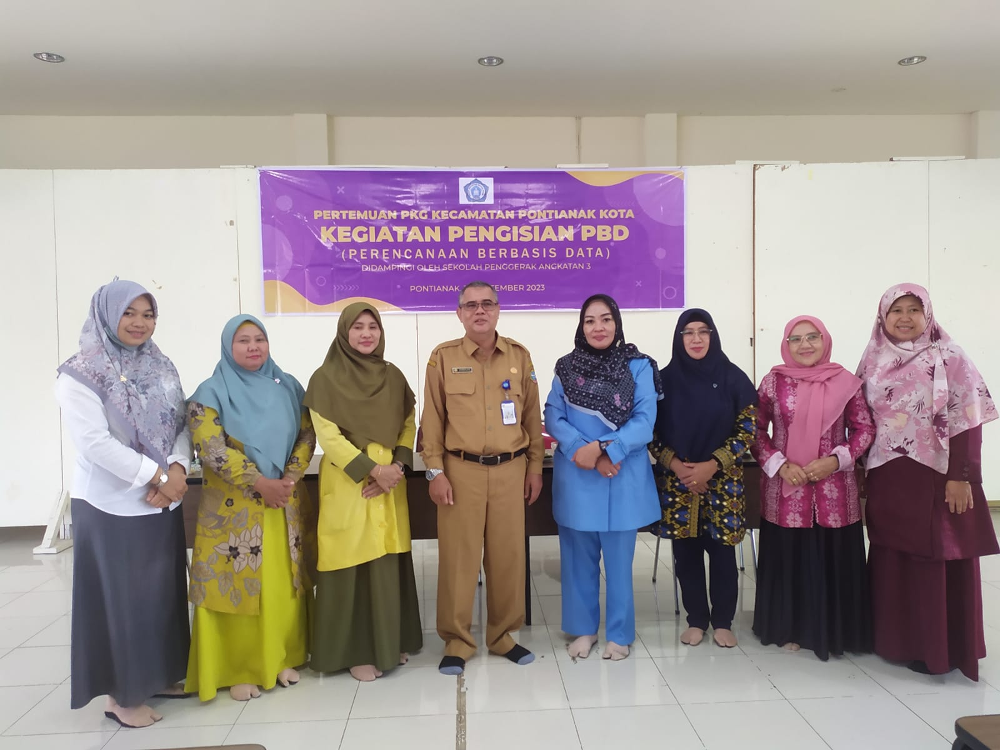 PERTEMUAN PKG KECAMATAN PONTIANAK KOTA
KEGIATAN PENGISIAN PBD
(PERENCANAAN BERBASIS DATA)
DIDAMPINGI OLEH SEKOLAH PENGGERAK ANGKATAN 3
PONTIANAK, 2023